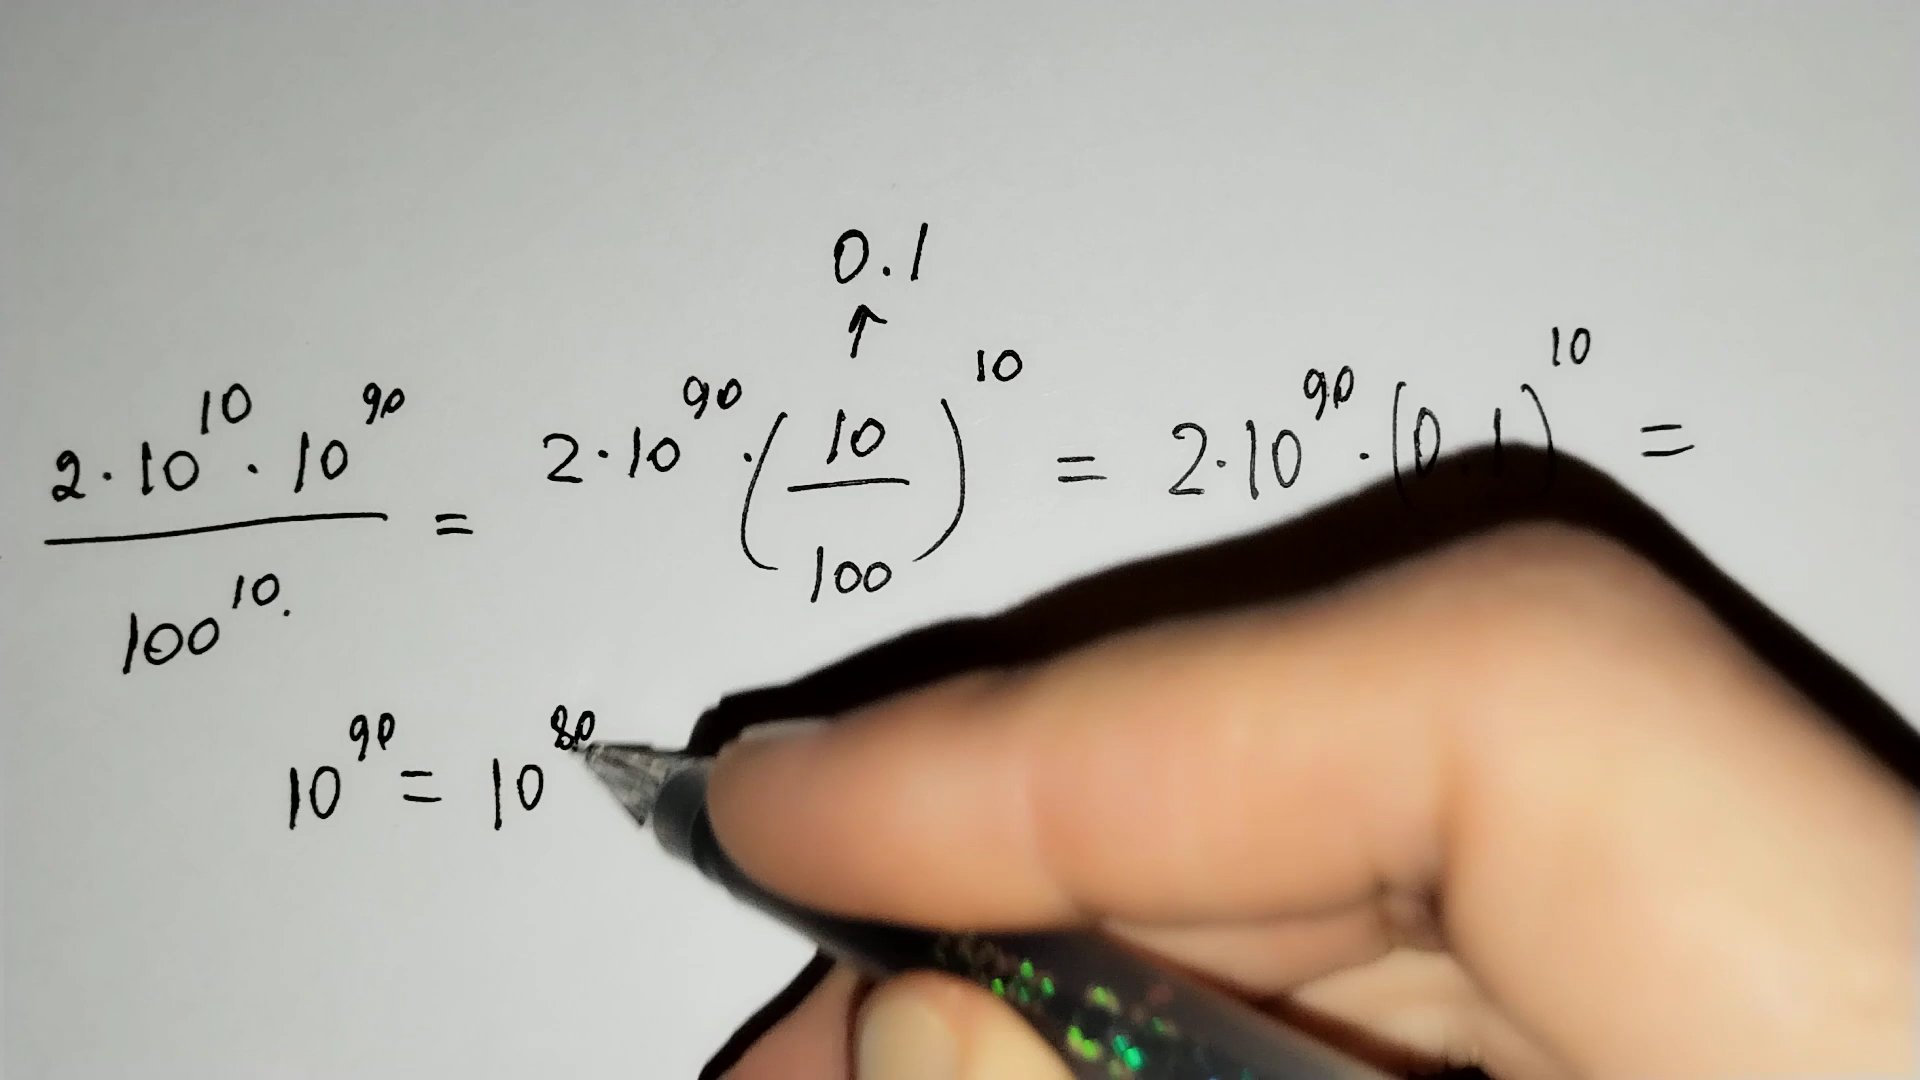 0.1
↑
2·10^10·10^90 / 100^10. = 2·10^90·(10/100)^10 = 2·10^90·(0.1)^10 =
10^90 = 10^80